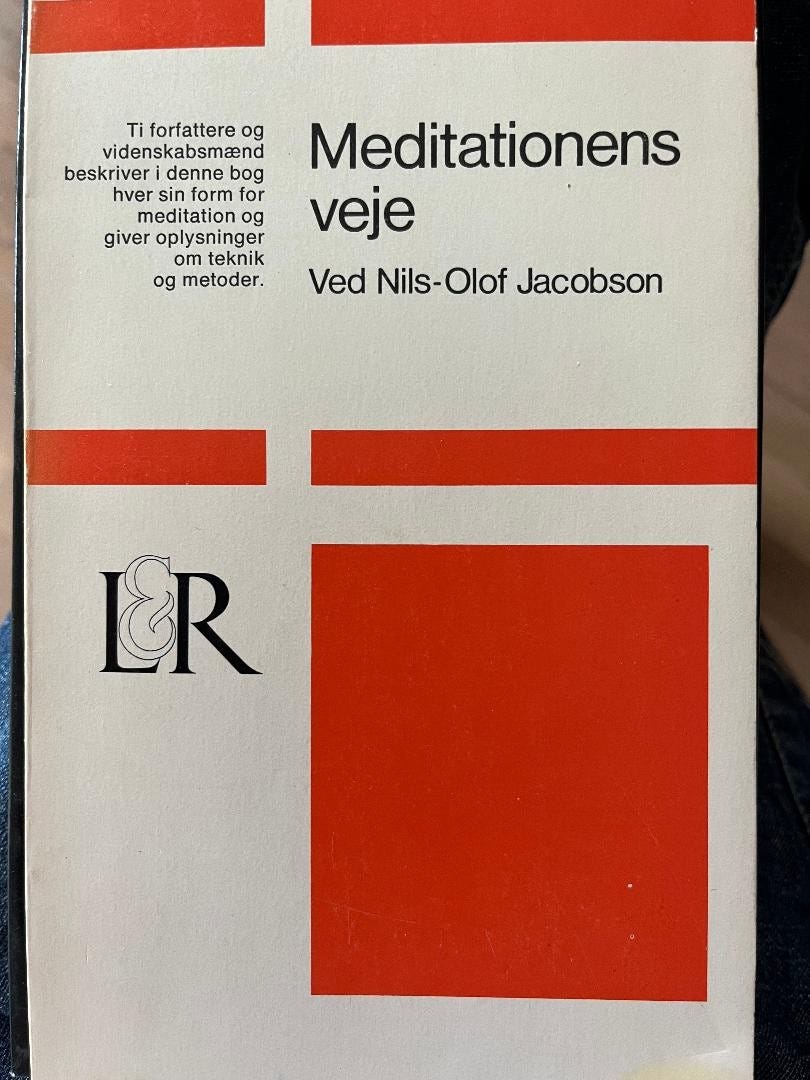 Ti forfattere og
videnskabsmænd
beskriver i denne bog
hver sin form for
meditation og
giver oplysninger
om teknik
og metoder.
Meditationens
veje
Ved Nils-Olof Jacobson
L&R